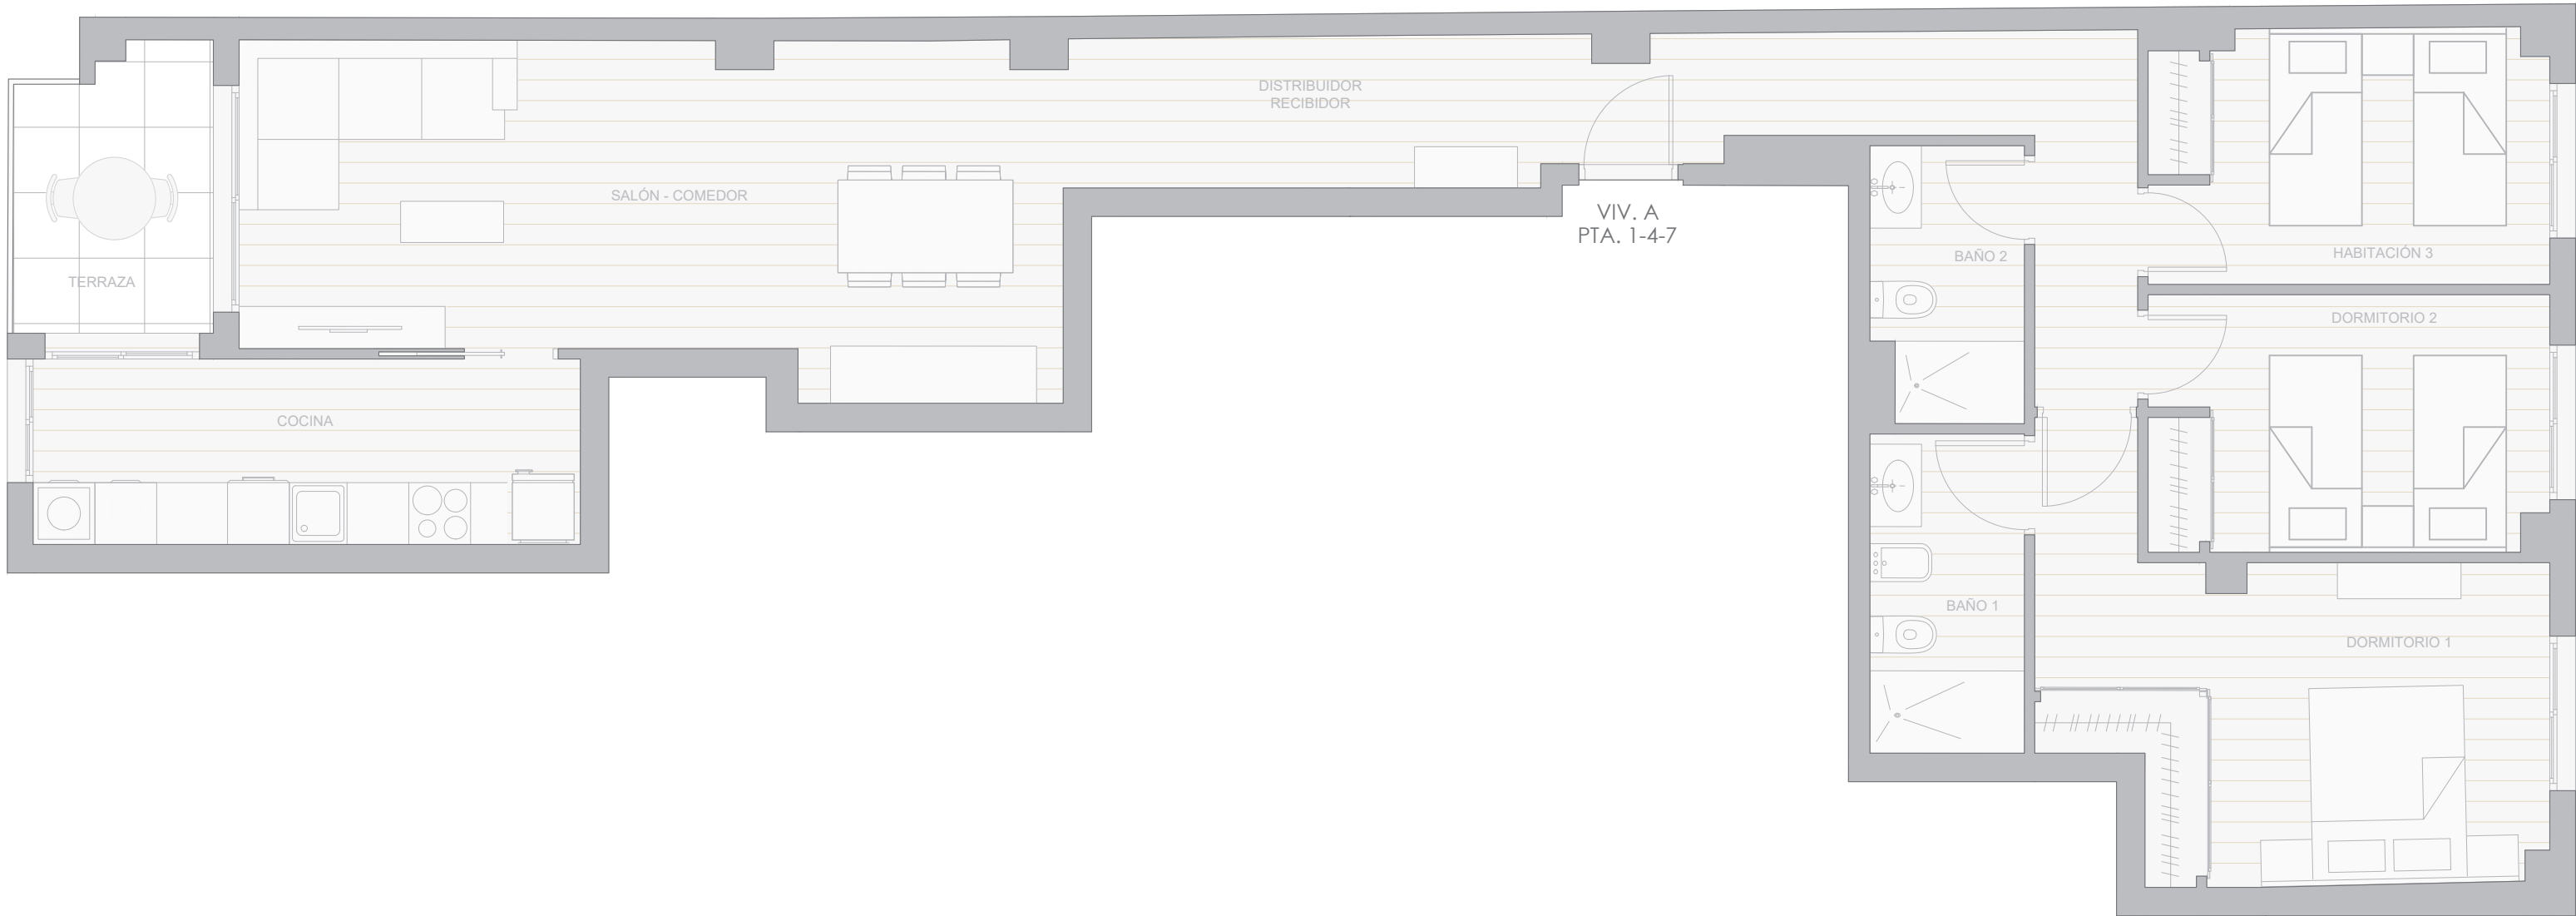 DISTRIBUIDOR
RECIBIDOR
SALÓN - COMEDOR
VIV. A
PTA. 1-4-7
BAÑO 2
HABITACIÓN 3
TERRAZA
DORMITORIO 2
COCINA
BAÑO 1
DORMITORIO 1